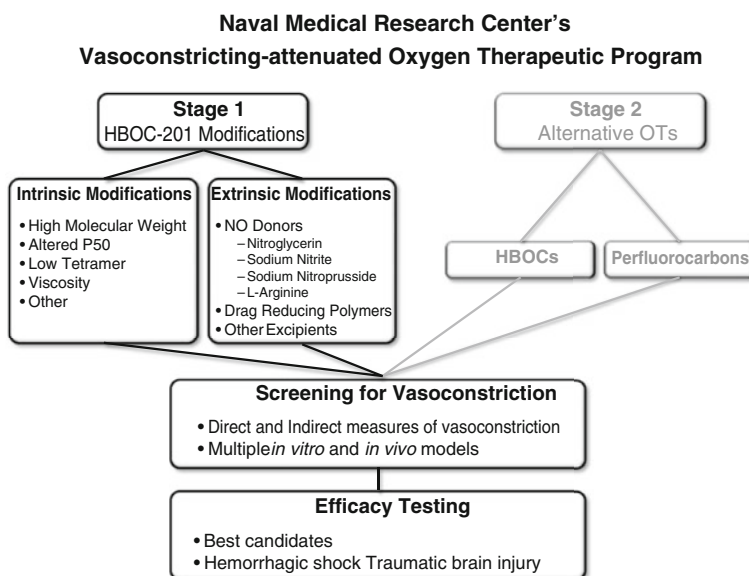 Naval Medical Research Center's
Vasoconstricting-attenuated Oxygen Therapeutic Program
Stage 1
HBOC-201 Modifications
Stage 2
Alternative OTs
Intrinsic Modifications
• High Molecular Weight
• Altered P50
• Low Tetramer
• Viscosity
• Other
Extrinsic Modifications
• NO Donors
– Nitroglycerin
– Sodium Nitrite
– Sodium Nitroprusside
– L-Arginine
• Drag Reducing Polymers
• Other Excipients
HBOCs
Perfluorocarbons
Screening for Vasoconstriction
• Direct and Indirect measures of vasoconstriction
• Multiple in vitro and in vivo models
Efficacy Testing
• Best candidates
• Hemorrhagic shock Traumatic brain injury